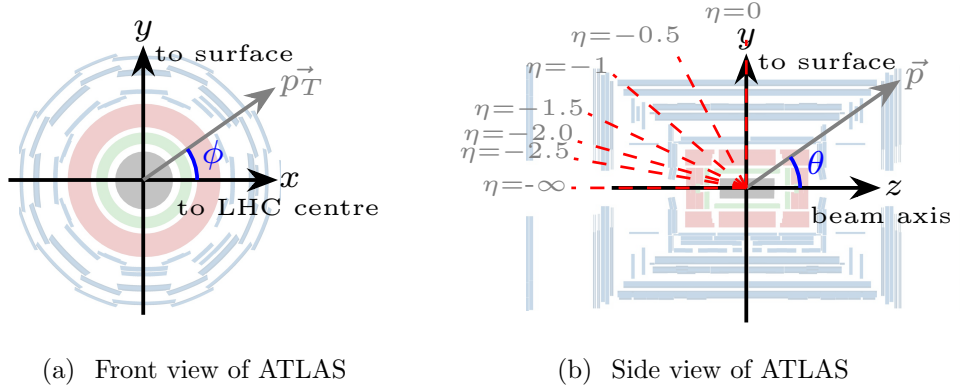 y
to surface
p⃗_T
ϕ
x
to LHC centre
(a) Front view of ATLAS
η=0
η=−0.5
y
η=−1
to surface
p⃗
η=−1.5
η=−2.0
η=−2.5
θ
η=-∞
z
beam axis
(b) Side view of ATLAS